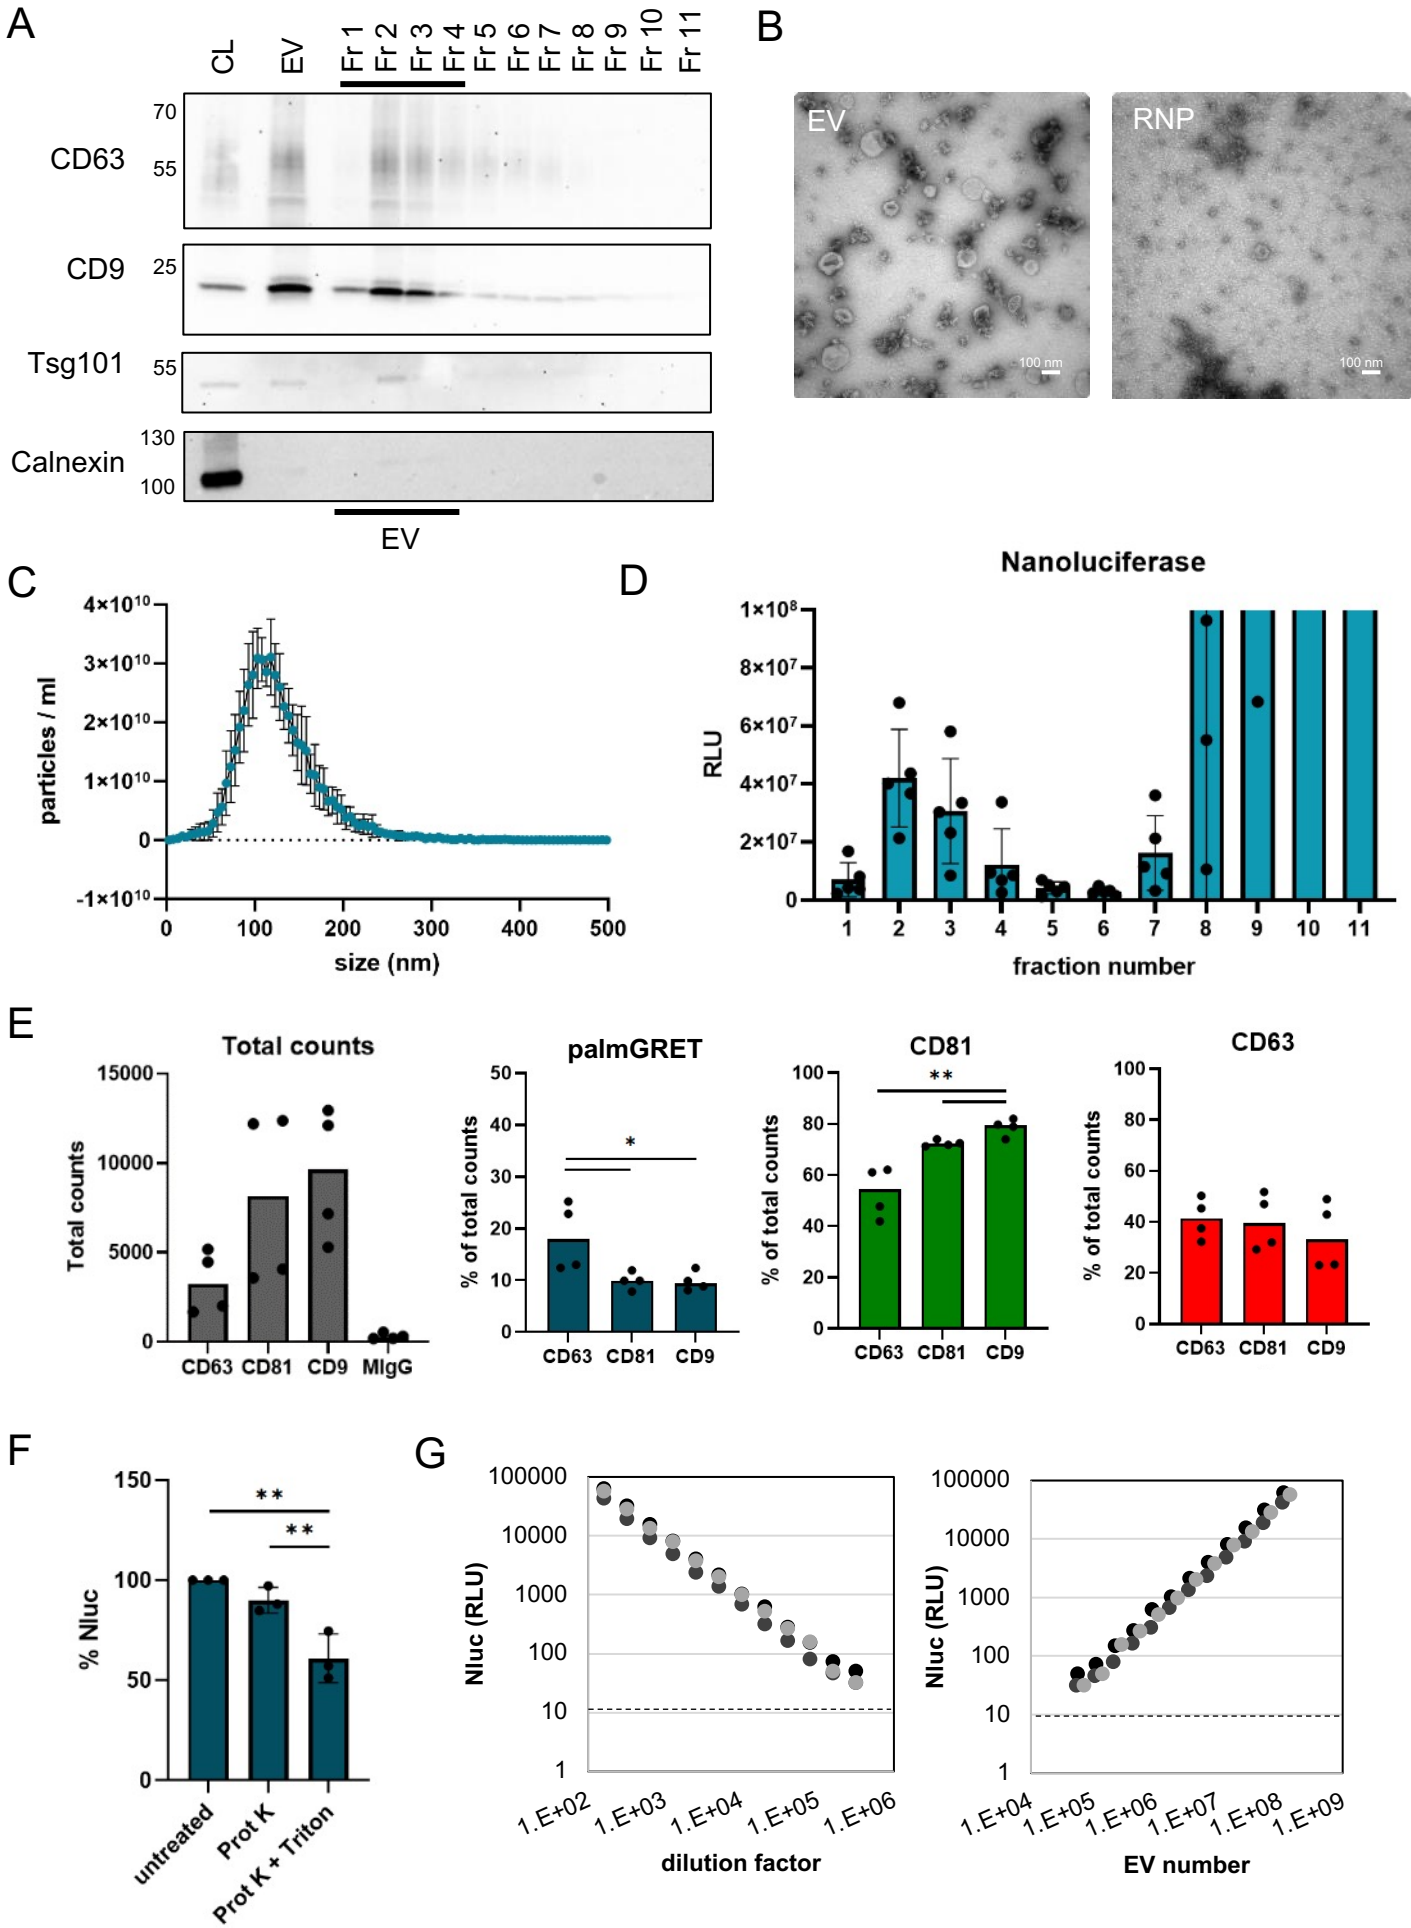 A
CL
EV
Fr 1
Fr 2
Fr 3
Fr 4
Fr 5
Fr 6
Fr 7
Fr 8
Fr 9
Fr 10
Fr 11
CD63
70
55
CD9
25
Tsg101
55
Calnexin
130
100
EV
B
EV
100 nm
RNP
100 nm
C
4×10¹⁰
3×10¹⁰
2×10¹⁰
1×10¹⁰
0
-1×10¹⁰
particles / ml
0 100 200 300 400 500
size (nm)
D
Nanoluciferase
1×10⁸
8×10⁷
6×10⁷
4×10⁷
2×10⁷
0
RLU
1 2 3 4 5 6 7 8 9 10 11
fraction number
E
Total counts
15000
10000
5000
0
Total counts
CD63 CD81 CD9 MIgG
palmGRET
50
40
30
20
10
0
% of total counts
*
CD63 CD81 CD9
CD81
100
80
60
40
20
0
% of total counts
**
CD63 CD81 CD9
CD63
100
80
60
40
20
0
% of total counts
CD63 CD81 CD9
F
150
100
50
0
% Nluc
**
**
untreated
Prot K
Prot K + Triton
G
100000
10000
1000
100
10
1
Nluc (RLU)
1.E+02 1.E+03 1.E+04 1.E+05 1.E+06
dilution factor
100000
10000
1000
100
10
1
Nluc (RLU)
1.E+04 1.E+05 1.E+06 1.E+07 1.E+08 1.E+09
EV number